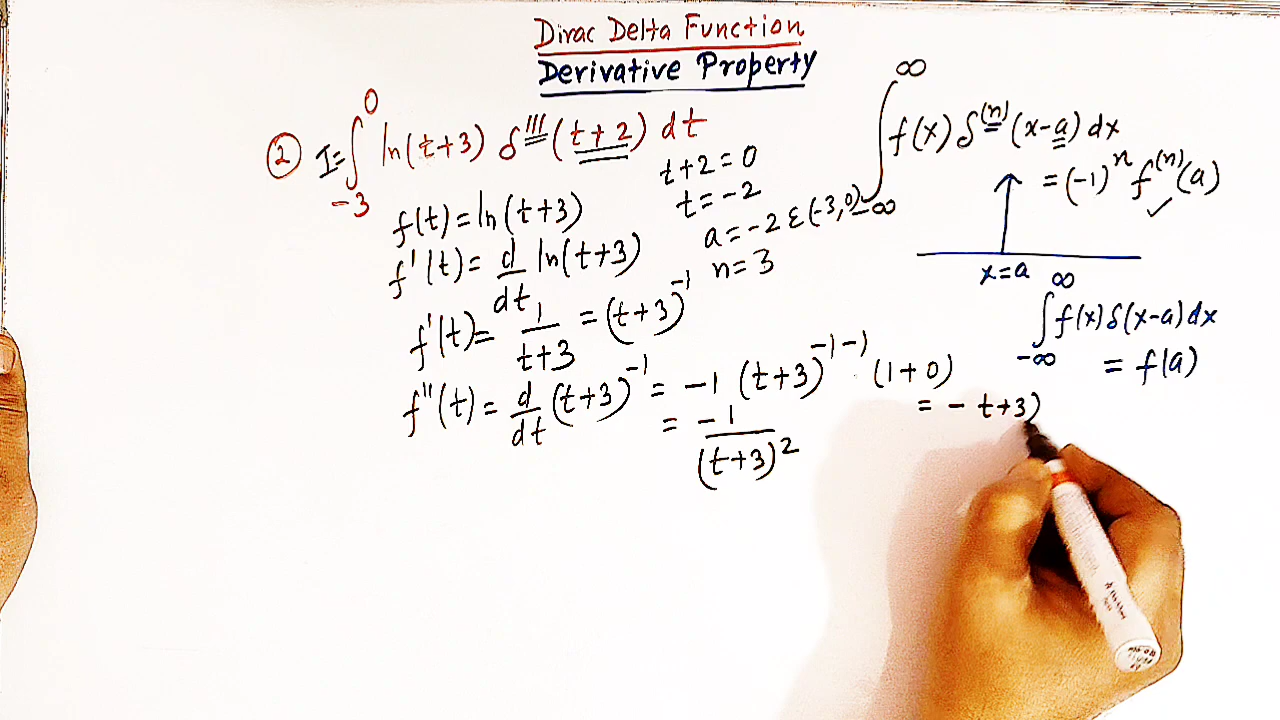 Dirac Delta Function
Derivative Property
② I = ∫_{-3}^{0} ln(t+3) δ'''(t+2) dt
t+2 = 0
t = -2
a = -2 ε (-3, 0)
n = 3
f(t) = ln(t+3)
f'(t) = d/dt ln(t+3)
f'(t) = 1/(t+3) = (t+3)^{-1}
f''(t) = d/dt (t+3)^{-1} = -1 (t+3)^{-1-1} (1+0)
= - t+3)
= -1/(t+3)^2
∫_{-∞}^{∞} f(x) δ^{(n)} (x-a) dx
= (-1)^n f^{(n)}(a) ✓
x=a
∫_{-∞}^{∞} f(x) δ(x-a) dx
= f(a)